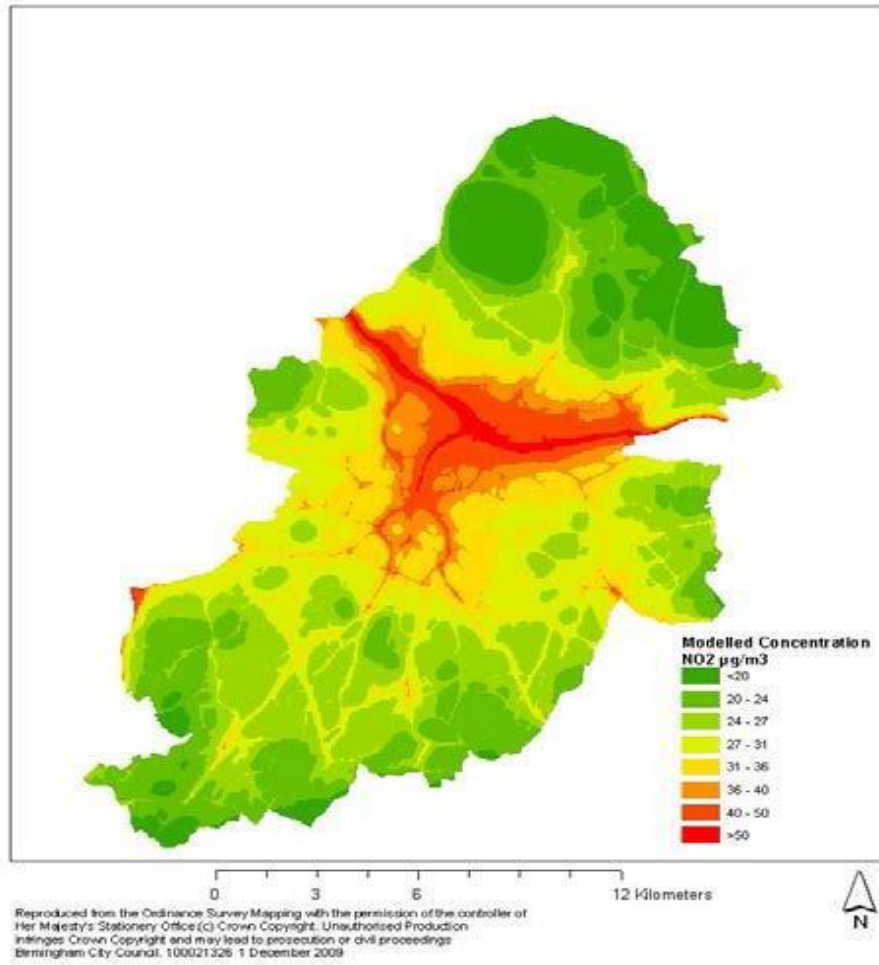 Modelled Concentration
NO2 µg/m3
<20
20 - 24
24 - 27
27 - 31
31 - 36
36 - 40
40 - 50
>50
0 3 6 12 Kilometers
N
Reproduced from the Ordinance Survey Mapping with the permission of the controller of
Her Majesty's Stationery Office.(c) Crown Copyright. Unauthorised Production
infringes Crown Copyright and may lead to prosecution or civil proceedings
Birmingham City Council. 100021326 1 December 2009